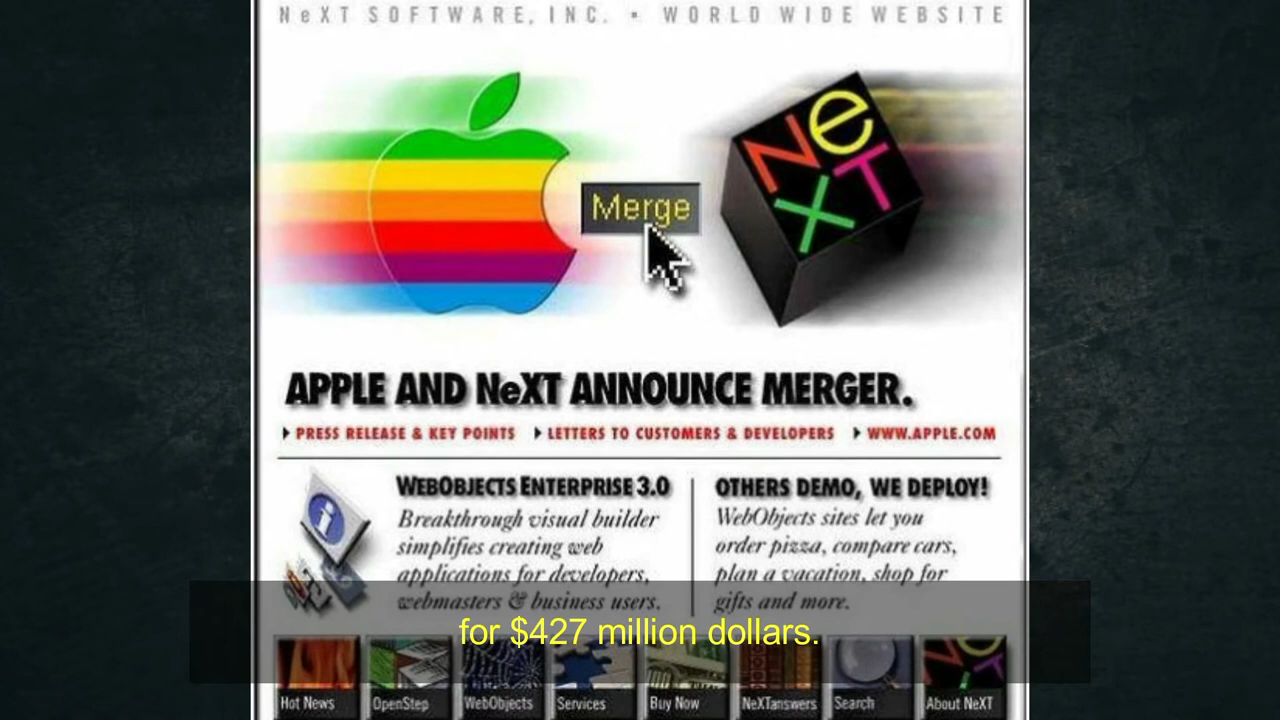 NeXT SOFTWARE, INC. • WORLD WIDE WEBSITE
NeXT
Merge
APPLE AND NeXT ANNOUNCE MERGER.
PRESS RELEASE & KEY POINTS LETTERS TO CUSTOMERS & DEVELOPERS WWW.APPLE.COM
WEBOBJECTS ENTERPRISE 3.0
Breakthrough visual builder
simplifies creating web
applications for developers,
webmasters & business users.
OTHERS DEMO, WE DEPLOY!
WebObjects sites let you
order pizza, compare cars,
plan a vacation, shop for
gifts and more.
for $427 million dollars.
Hot News OpenStep WebObjects Services Buy Now NeXTanswers Search About NeXT